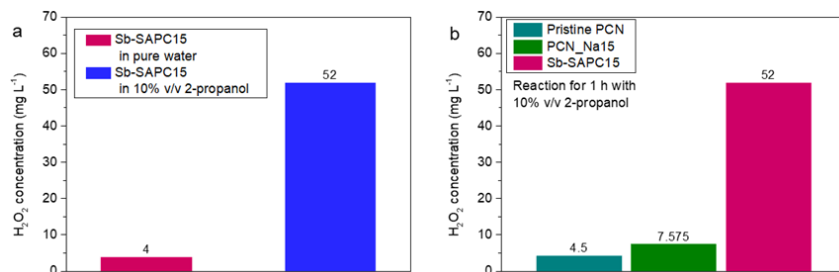 a
H₂O₂ concentration (mg L⁻¹)
70
60
50
40
30
20
10
0
Sb-SAPC15
in pure water
Sb-SAPC15
in 10% v/v 2-propanol
4
52
b
H₂O₂ concentration (mg L⁻¹)
70
60
50
40
30
20
10
0
Pristine PCN
PCN_Na15
Sb-SAPC15
Reaction for 1 h with
10% v/v 2-propanol
4.5
7.575
52